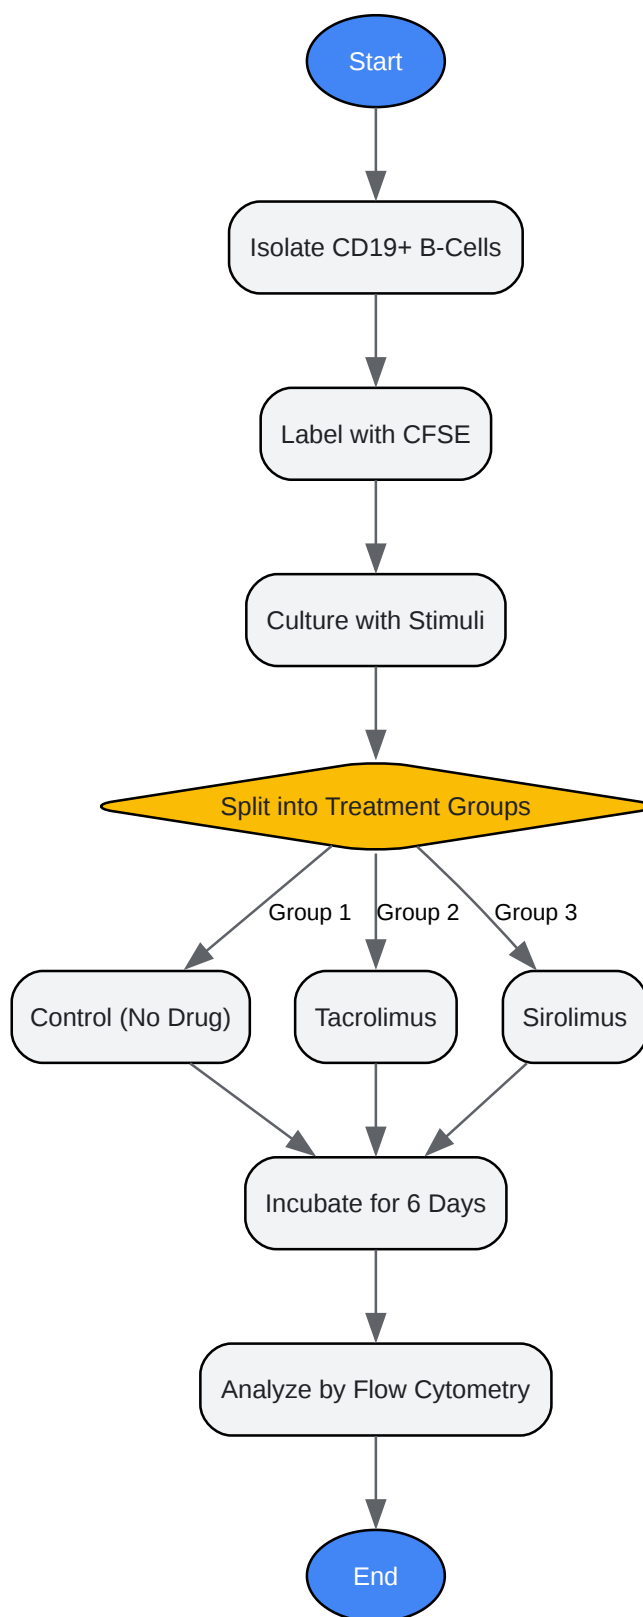 Start
Isolate CD19+ B-Cells
Label with CFSE
Culture with Stimuli
Split into Treatment Groups
Group 1
Group 2
Group 3
Control (No Drug)
Tacrolimus
Sirolimus
Incubate for 6 Days
Analyze by Flow Cytometry
End